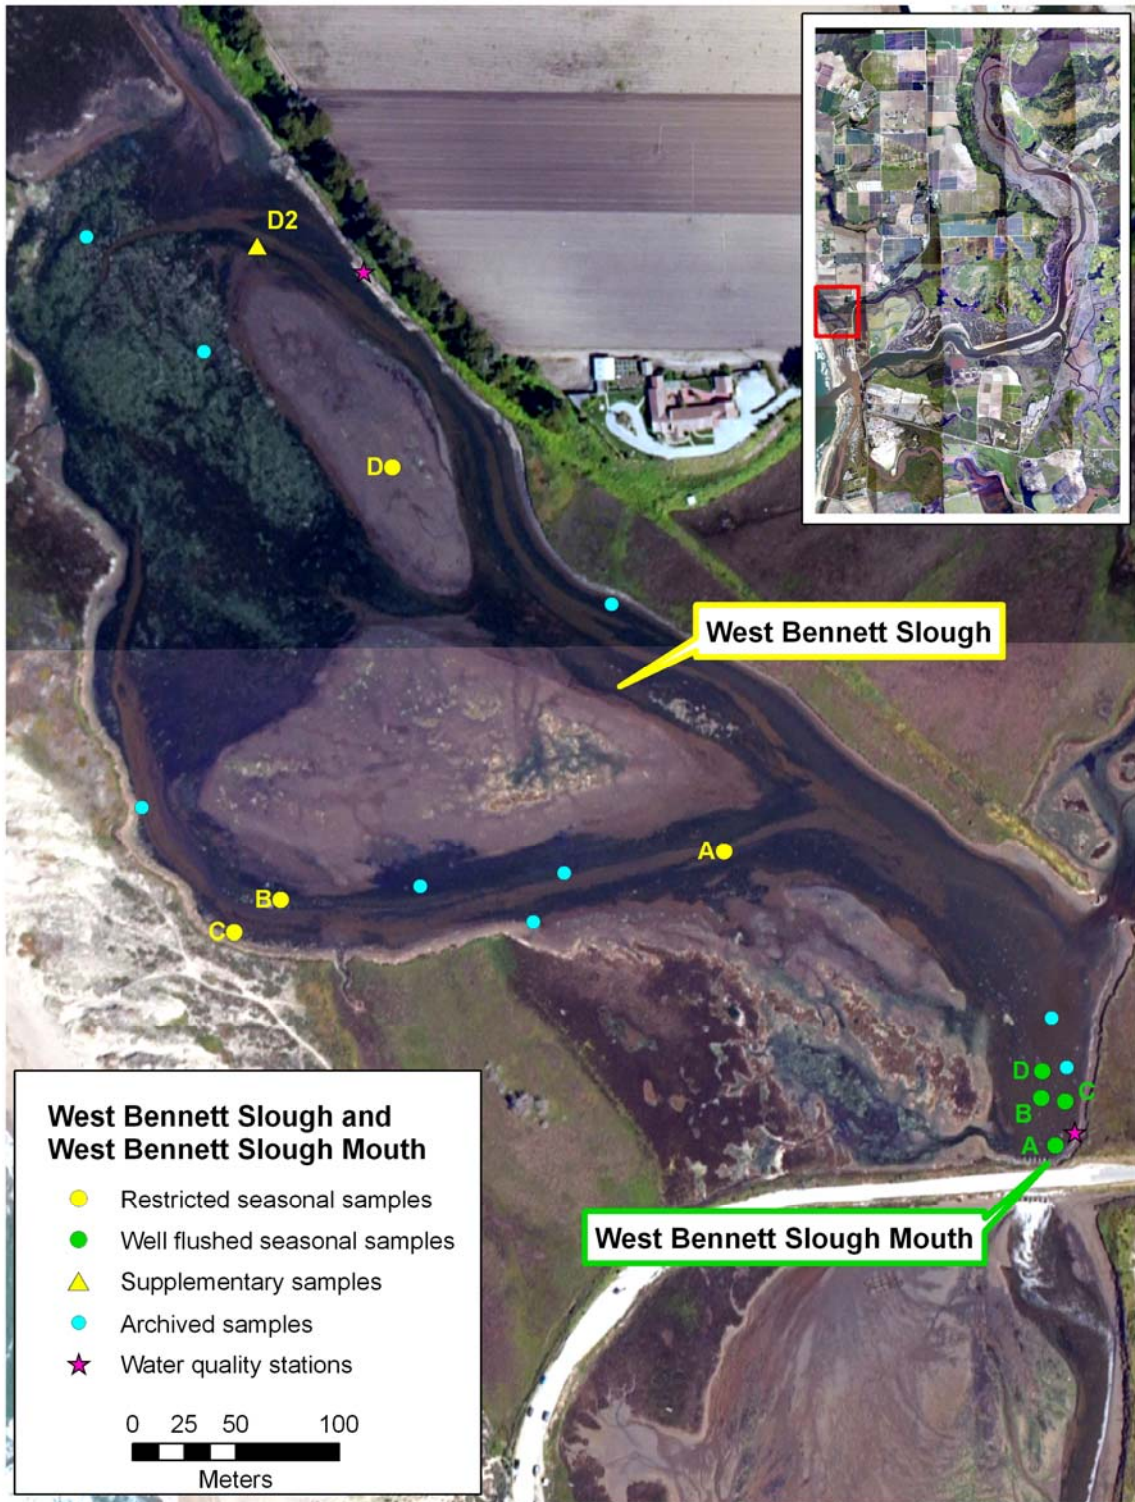 D2
D
West Bennett Slough
A
B
C
D
C
B
A
West Bennett Slough Mouth
West Bennett Slough and
West Bennett Slough Mouth
Restricted seasonal samples
Well flushed seasonal samples
Supplementary samples
Archived samples
Water quality stations
0 25 50 100
Meters